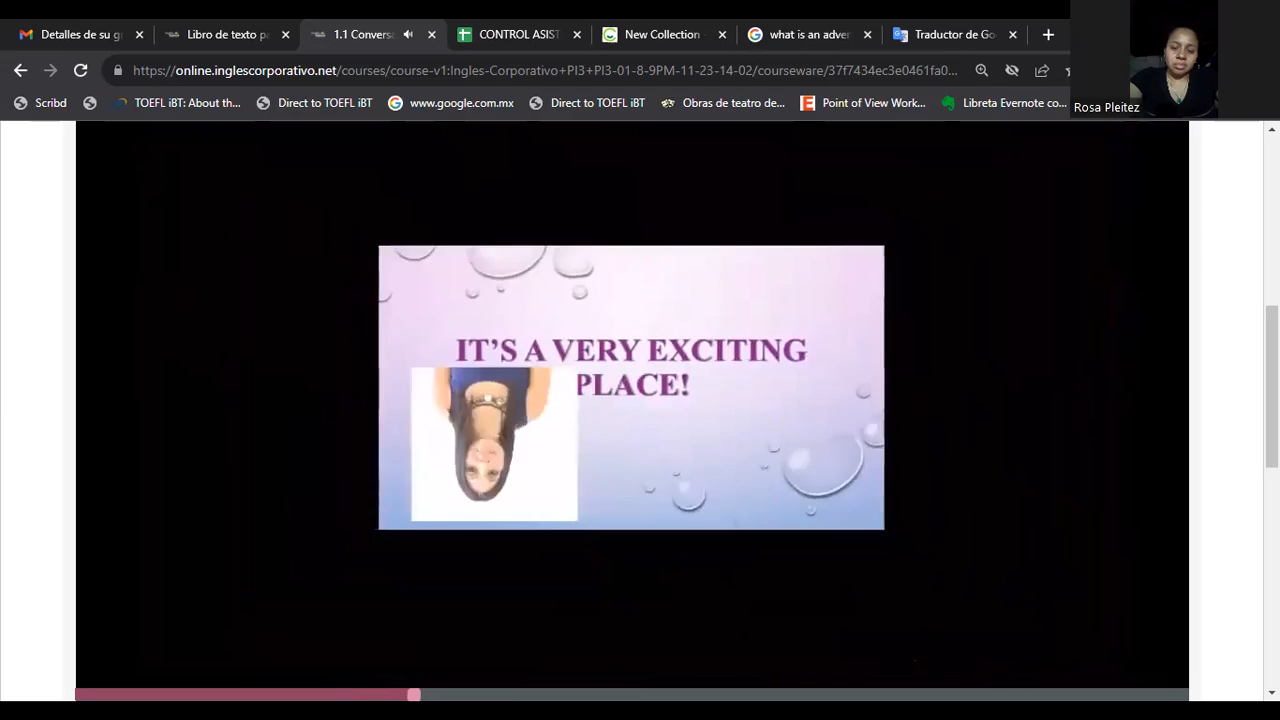 Detalles de su gr
Libro de texto pa
1.1 Conversa
CONTROL ASIST
New Collection
what is an adver
Traductor de Go
https://online.inglescorporativo.net/courses/course-v1:Ingles-Corporativo+PI3+PI3-01-8-9PM-11-23-14-02/courseware/37f7434ec3e0461fa0...
Scribd
TOEFL iBT: About th...
Direct to TOEFL iBT
www.google.com.mx
Direct to TOEFL iBT
Obras de teatro de...
Point of View Work...
Libreta Evernote co...
Rosa Pleitez
IT'S A VERY EXCITING
PLACE!